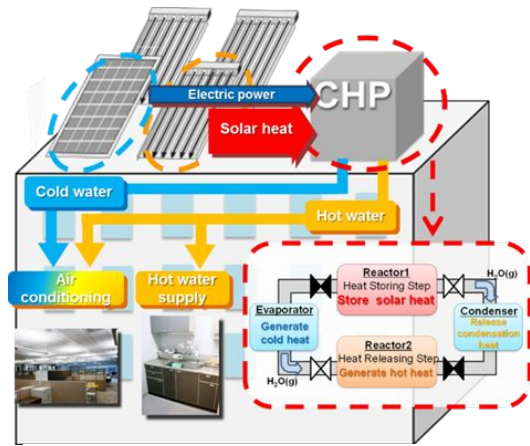 CHP
Electric power
Solar heat
Cold water
Hot water
Air
conditioning
Hot water
supply
Reactor1
Heat Storing Step
Store solar heat
H₂O(g)
Evaporator
Generate
cold heat
Condenser
Release
condensation
heat
Reactor2
Heat Releasing Step
Generate hot heat
H₂O(g)